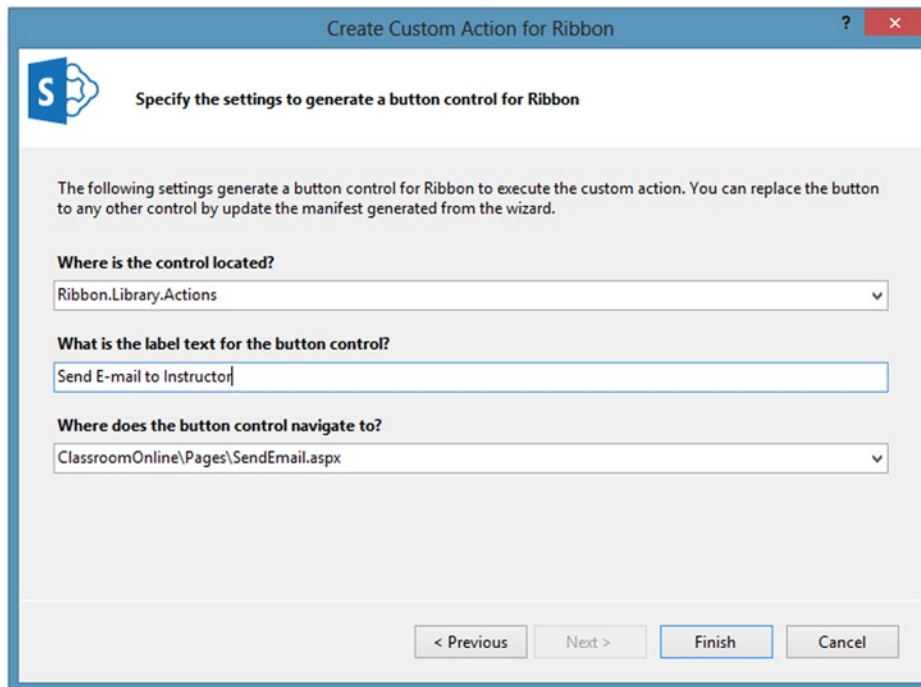 Create Custom Action for Ribbon
?
S
Specify the settings to generate a button control for Ribbon
The following settings generate a button control for Ribbon to execute the custom action. You can replace the button
to any other control by update the manifest generated from the wizard.
Where is the control located?
Ribbon.Library.Actions
What is the label text for the button control?
Send E-mail to Instructor
Where does the button control navigate to?
ClassroomOnline\Pages\SendEmail.aspx
< Previous Next > Finish Cancel